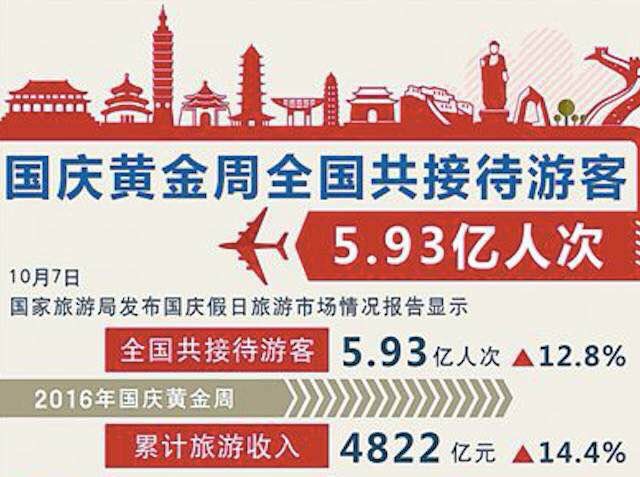 国庆黄金周全国共接待游客
5.93亿人次
10月7日
国家旅游局发布国庆假日旅游市场情况报告显示
全国共接待游客 5.93亿人次 ▲12.8%
2016年国庆黄金周
累计旅游收入 4822亿元 ▲14.4%